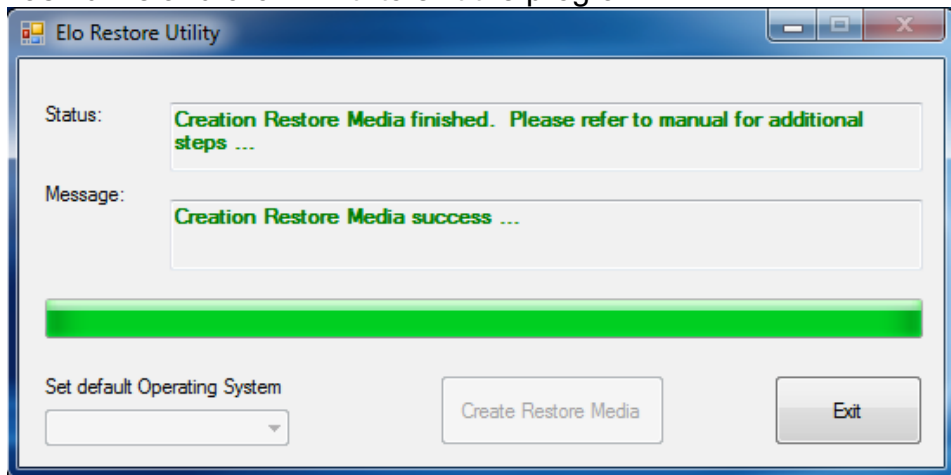 Elo Restore Utility
Status:
Creation Restore Media finished.  Please refer to manual for additional
steps ...
Message:
Creation Restore Media success ...
Set default Operating System
Create Restore Media
Exit